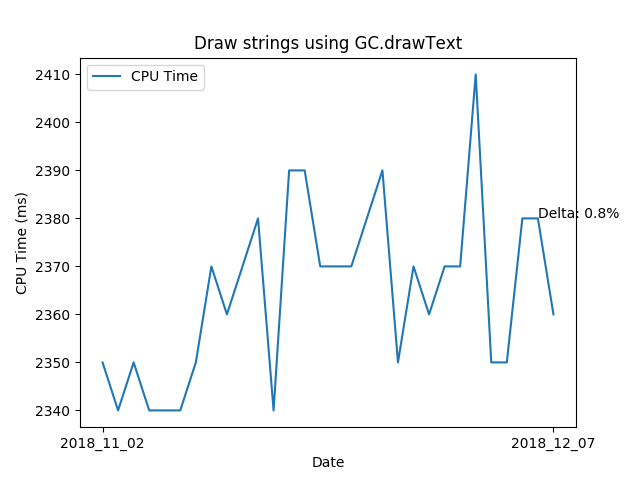 Draw strings using GC.drawText
CPU Time
2410
2400
2390
2380
2370
2360
2350
2340
CPU Time (ms)
Delta: 0.8%
2018_11_02
2018_12_07
Date